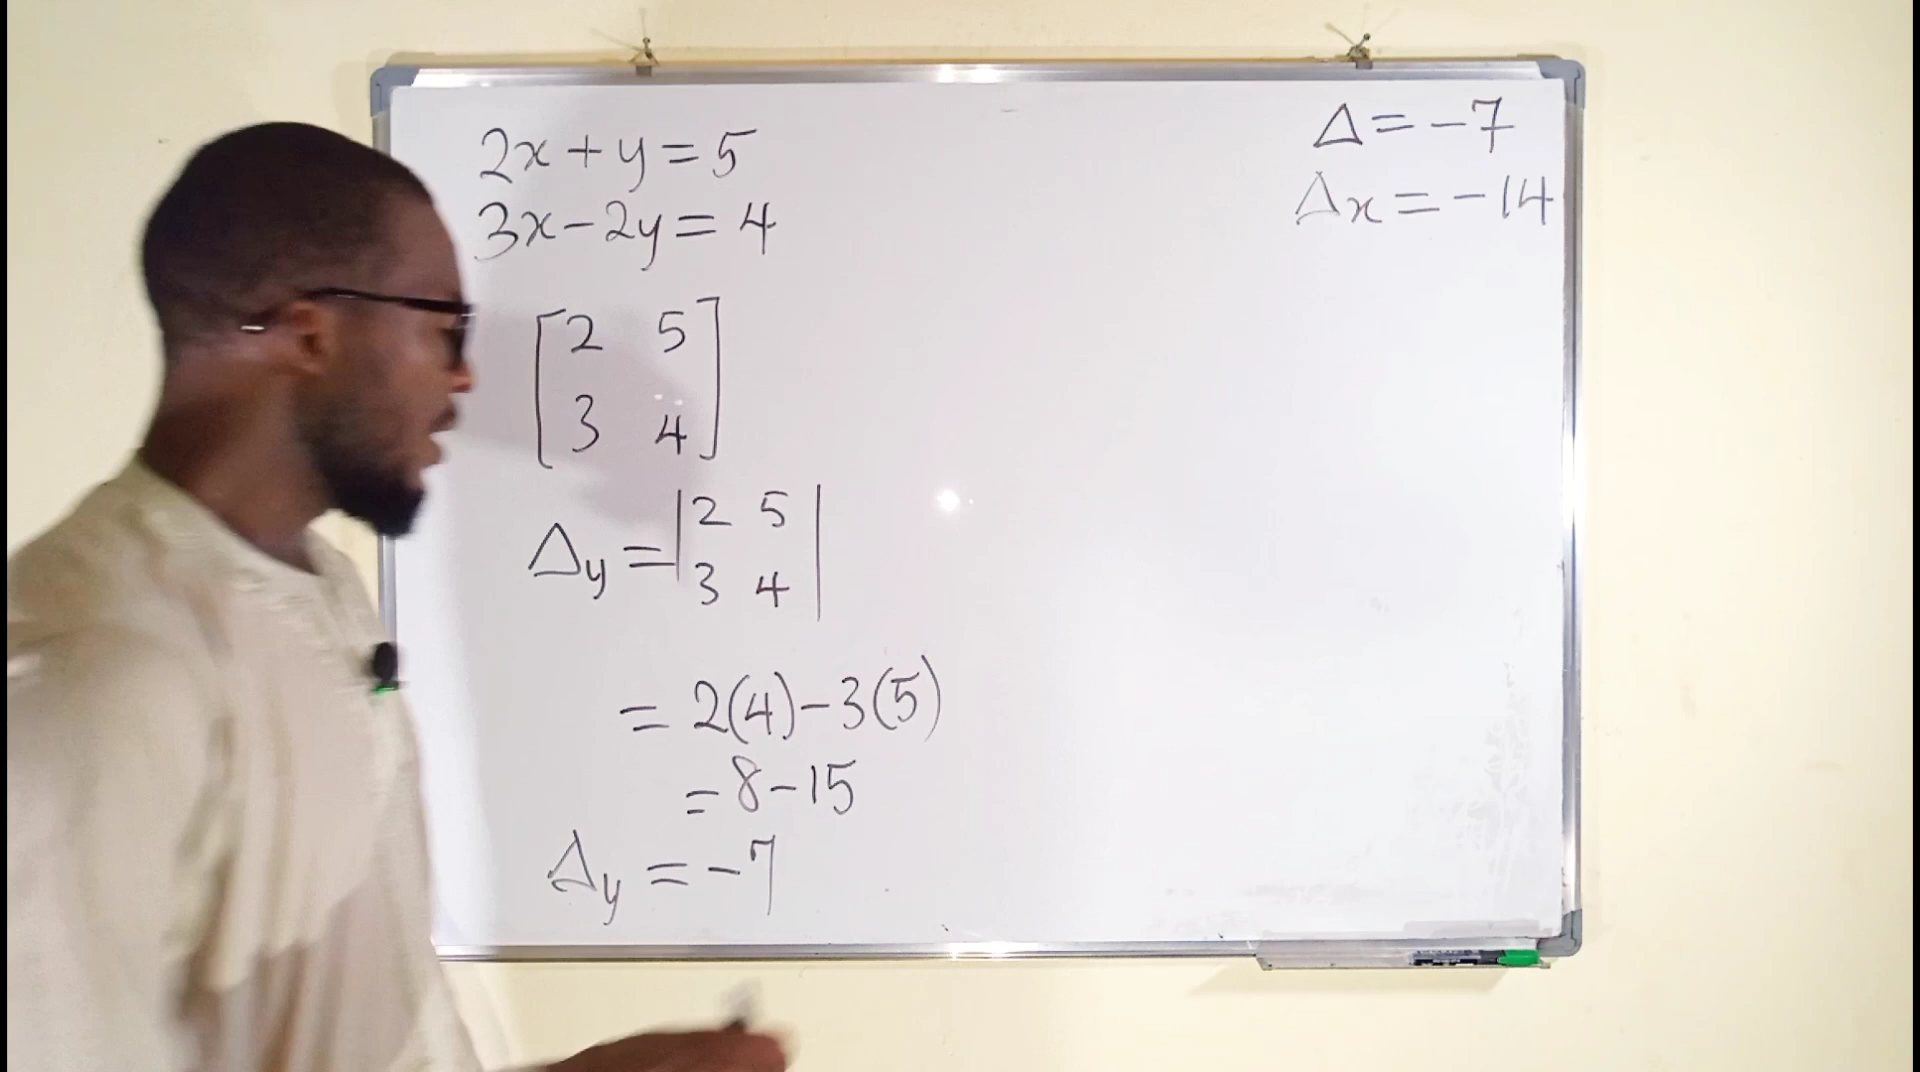 2x + y = 5
3x - 2y = 4
Δ = -7
Δx = -14
[2 5
3 4]
Δy = |2 5
3 4|
= 2(4) - 3(5)
= 8 - 15
Δy = -7